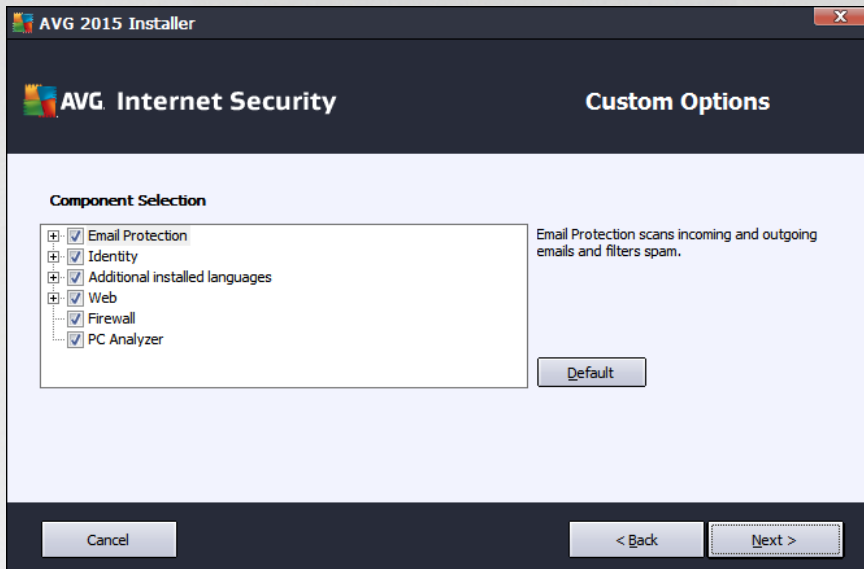 AVG 2015 Installer
AVG. Internet Security
Custom Options
Component Selection
Email Protection
Identity
Additional installed languages
Web
Firewall
PC Analyzer
Email Protection scans incoming and outgoing
emails and filters spam.
Default
Cancel
< Back
Next >